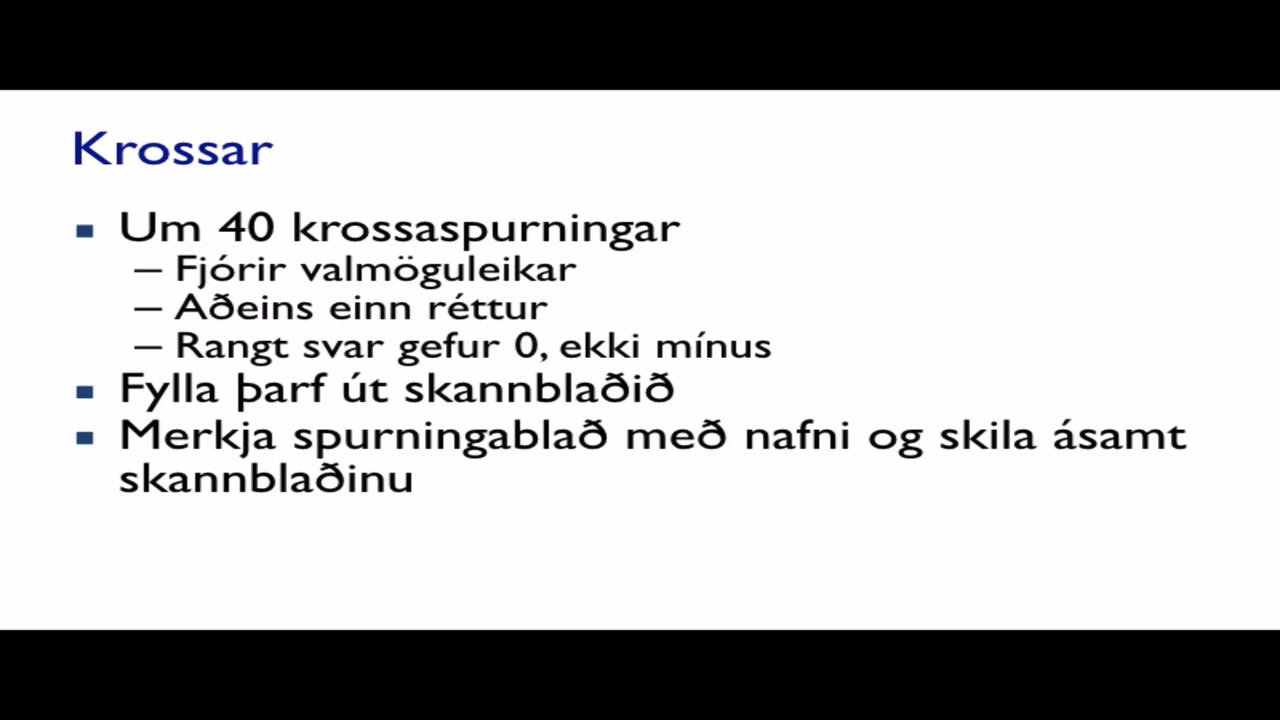 Krossar
Um 40 krossaspurningar
– Fjórir valmöguleikar
– Aðeins einn réttur
– Rangt svar gefur 0, ekki mínus
Fylla þarf út skannblaðið
Merkja spurningablað með nafni og skila ásamt
skannblaðinu